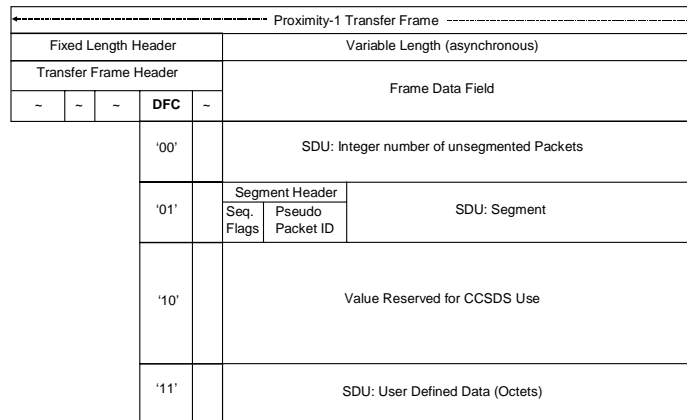 Proximity-1 Transfer Frame
Fixed Length Header
Variable Length (asynchronous)
Transfer Frame Header
Frame Data Field
~ ~ ~ DFC ~
‘00’
SDU: Integer number of unsegmented Packets
‘01’
Segment Header
Seq. Flags
Pseudo Packet ID
SDU: Segment
‘10’
Value Reserved for CCSDS Use
‘11’
SDU: User Defined Data (Octets)